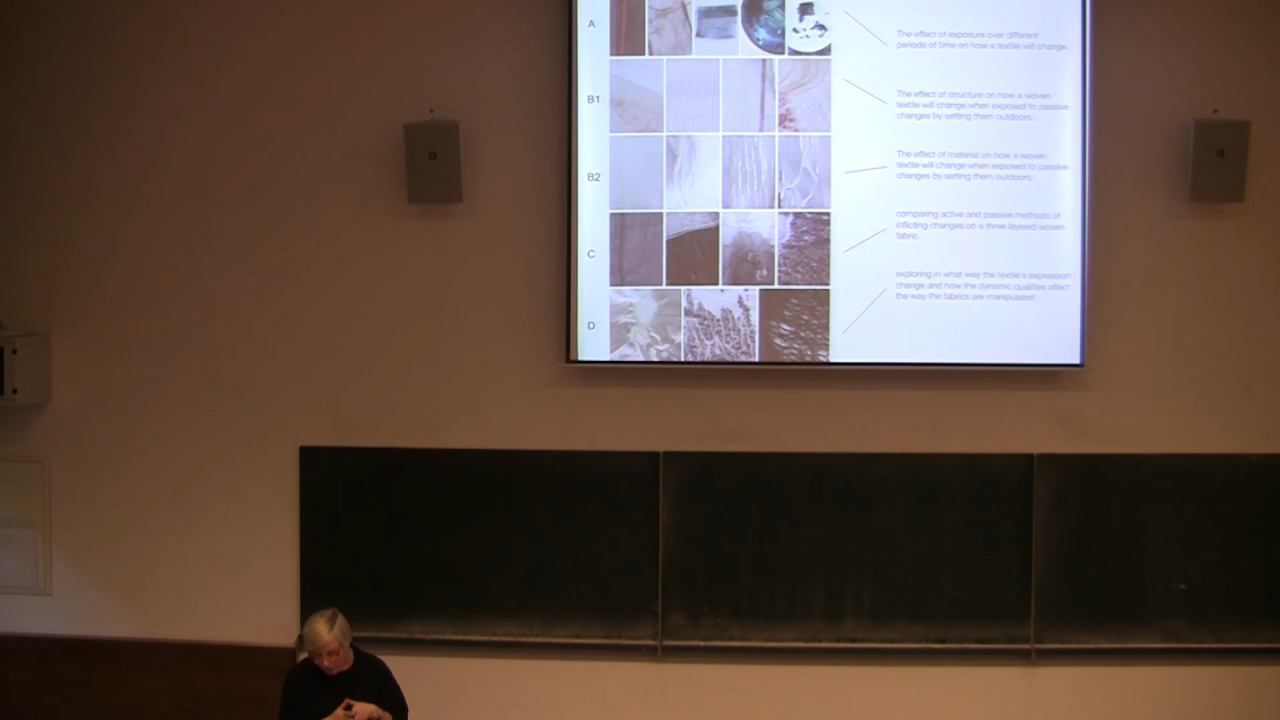 A
The effect of exposure over different
periods of time on how a textile will change.
B1
The effect of structure on how a woven
textile will change when exposed to passive
changes by setting them outdoors.
B2
The effect of material on how a woven
textile will change when exposed to passive
changes by setting them outdoors.
C
comparing active and passive methods of
inflicting changes on a three layered woven
fabric
D
exploring in what way the textile's expression
change and how the dynamic qualities affect
the way the fabrics are manipulated